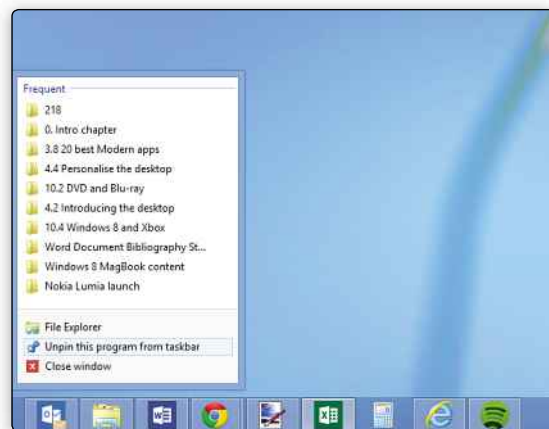 Frequent
218
0. Intro chapter
3.8 20 best Modern apps
4.4 Personalise the desktop
10.2 DVD and Blu-ray
4.2 Introducing the desktop
10.4 Windows 8 and Xbox
Word Document Bibliography St...
Windows 8 MagBook content
Nokia Lumia launch
File Explorer
Unpin this program from taskbar
Close window